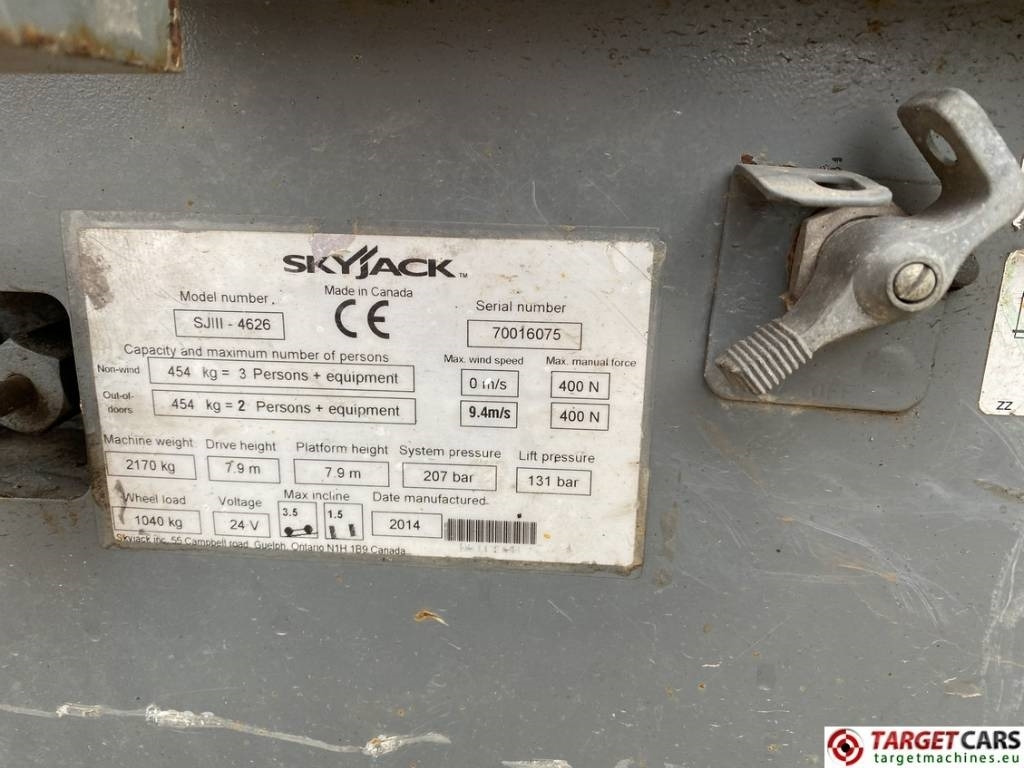 SKYJACK™
Made in Canada
Model number
SJIII - 4626
CE
Serial number
70016075
Capacity and maximum number of persons
Non-wind 454 kg = 3 Persons + equipment
Out-of-doors 454 kg = 2 Persons + equipment
Max. wind speed Max. manual force
0 m/s 400 N
9.4m/s 400 N
Machine weight Drive height Platform height System pressure Lift pressure
2170 kg 7.9 m 7.9 m 207 bar 131 bar
Wheel load Voltage Max incline Date manufactured
1040 kg 24 V 3.5 1.5 2014
Skyjack inc. 55 Campbell road, Guelph, Ontario N1H 1B9 Canada
ZZ
TARGETCARS
targetmachines.eu